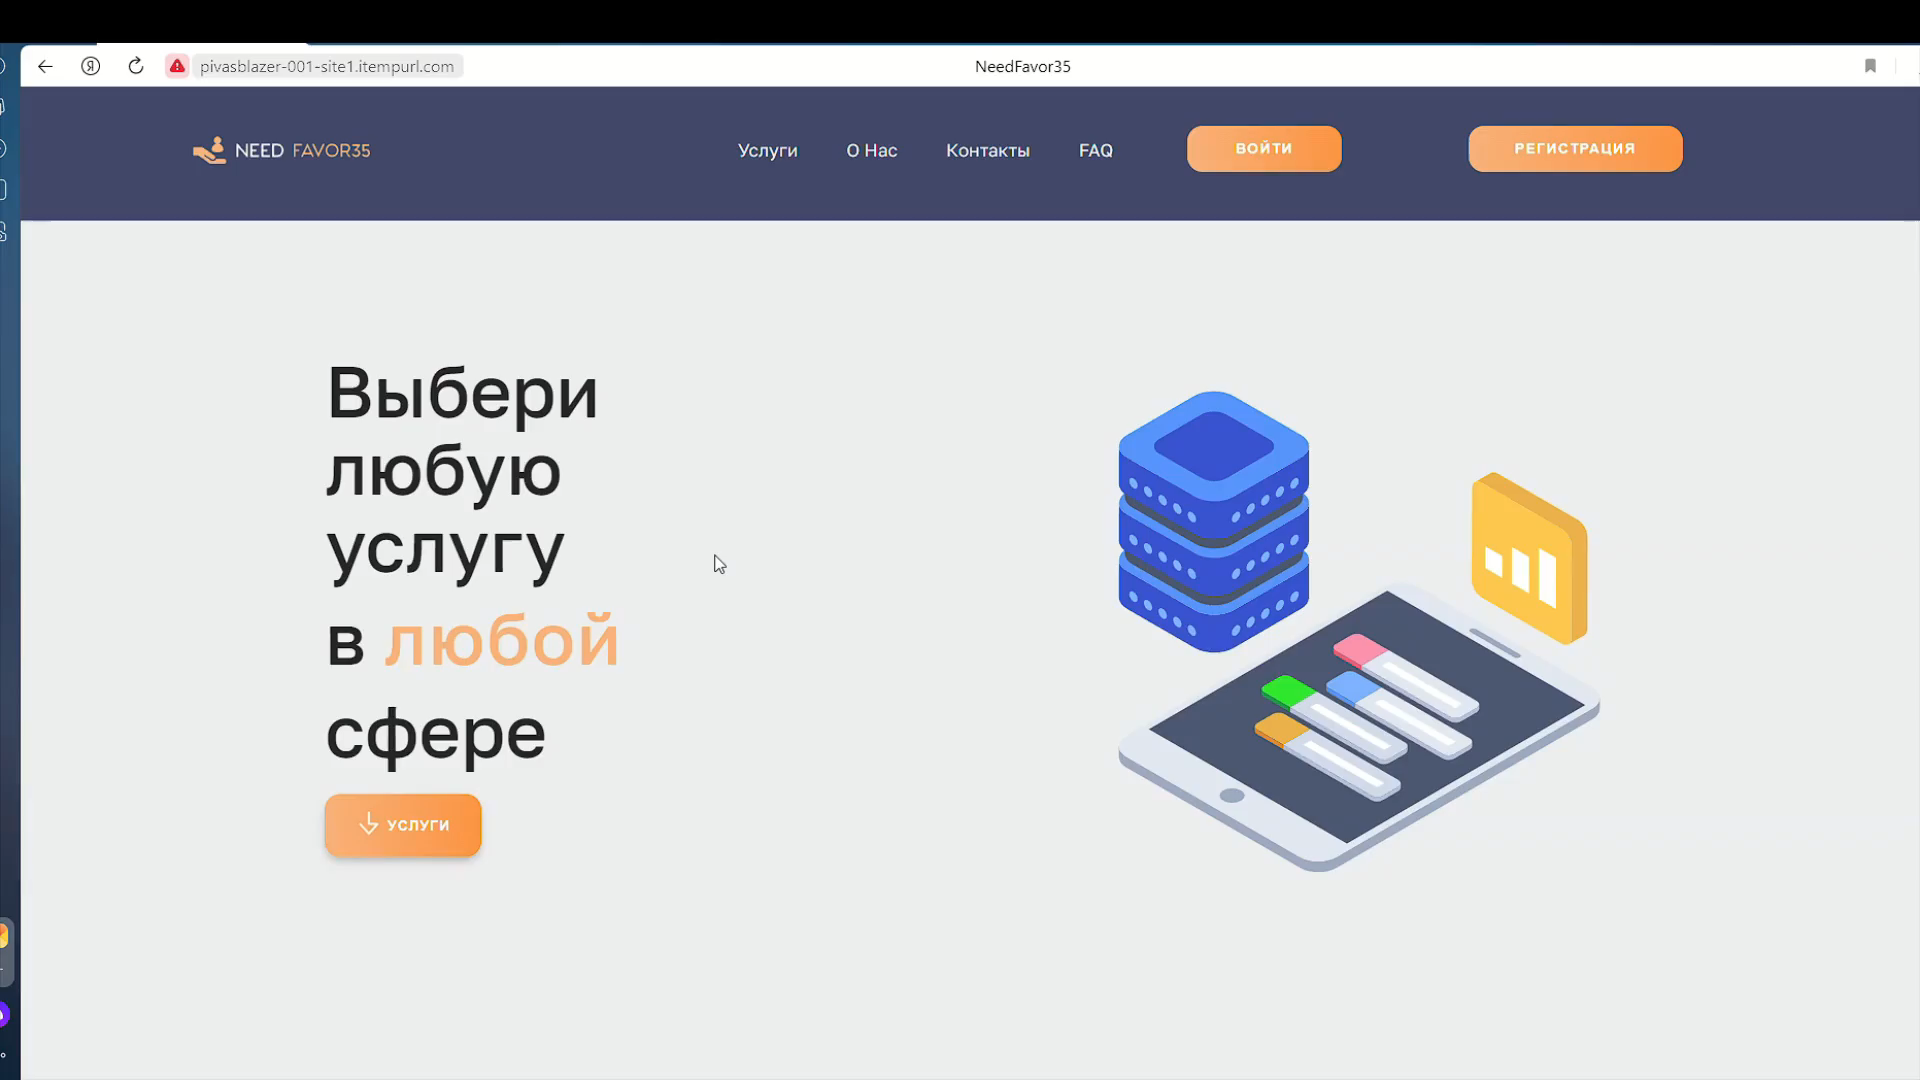 pivasblazer-001-site1.itempurl.com
NeedFavor35
NEED FAVOR35
Услуги
О Нас
Контакты
FAQ
ВОЙТИ
РЕГИСТРАЦИЯ
Выбери
любую
услугу
в любой
сфере
УСЛУГИ